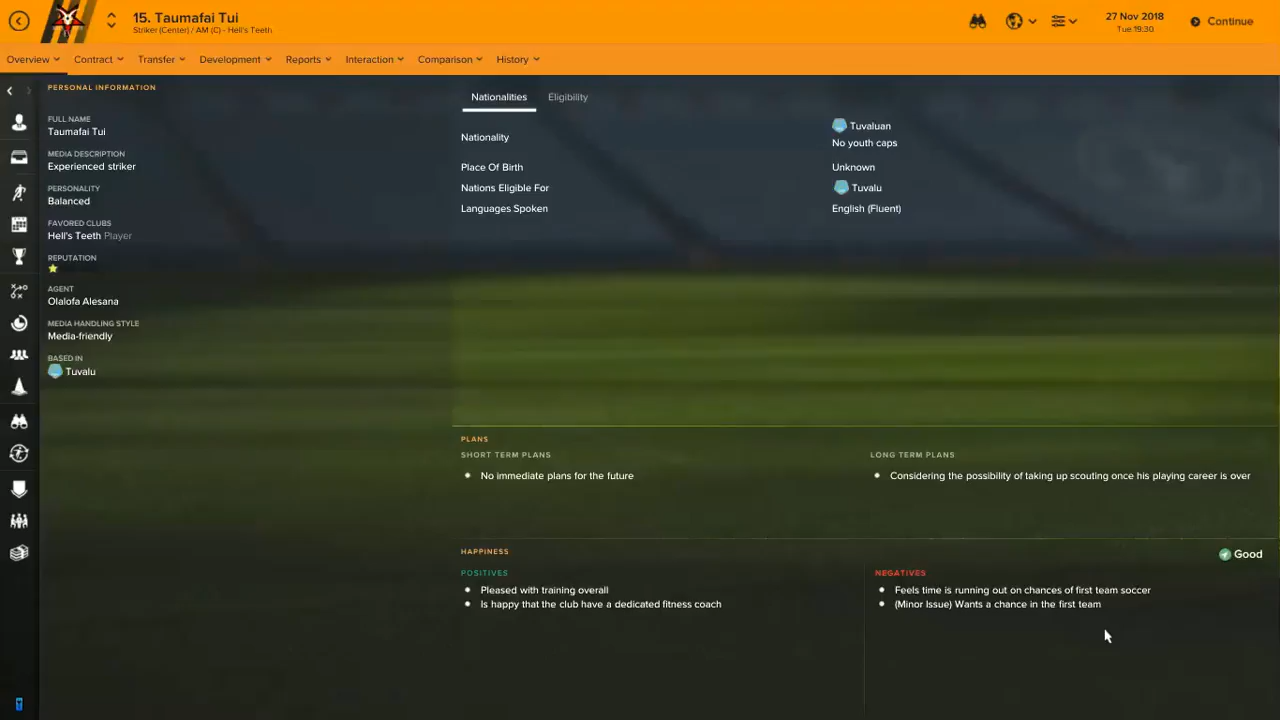 15. Taumafai Tui
Striker (Center) / AM (C) - Hell's Teeth
27 Nov 2018
Tue 19:30
Continue
Overview
Contract
Transfer
Development
Reports
Interaction
Comparison
History
PERSONAL INFORMATION
FULL NAME
Taumafai Tui
MEDIA DESCRIPTION
Experienced striker
PERSONALITY
Balanced
FAVORED CLUBS
Hell's Teeth Player
REPUTATION
AGENT
Olalofa Alesana
MEDIA HANDLING STYLE
Media-friendly
BASED IN
Tuvalu
Nationalities
Eligibility
Nationality
Tuvaluan
No youth caps
Place Of Birth
Unknown
Nations Eligible For
Tuvalu
Languages Spoken
English (Fluent)
PLANS
SHORT TERM PLANS
No immediate plans for the future
LONG TERM PLANS
Considering the possibility of taking up scouting once his playing career is over
HAPPINESS
Good
POSITIVES
Pleased with training overall
Is happy that the club have a dedicated fitness coach
NEGATIVES
Feels time is running out on chances of first team soccer
(Minor Issue) Wants a chance in the first team